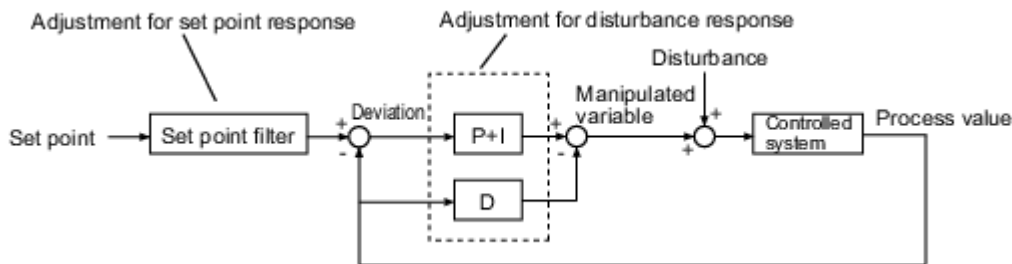 Adjustment for set point response
Adjustment for disturbance response
Disturbance
Set point
Set point filter
+
-
Deviation
P+I
D
+
-
Manipulated
variable
+
+
Controlled
system
Process value